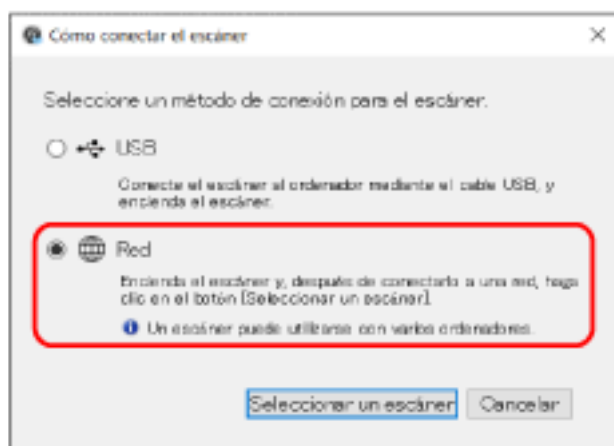 Cómo conectar el escáner
Seleccione un método de conexión para el escáner.
USB
Conecte el escáner al ordenador mediante el cable USB, y
encienda el escáner.
Red
Encienda el escáner y, después de conectarlo a una red, haga
clic en el botón [Seleccionar un escáner].
Un escáner puede utilizarse con varios ordenadores.
Seleccionar un escáner Cancelar